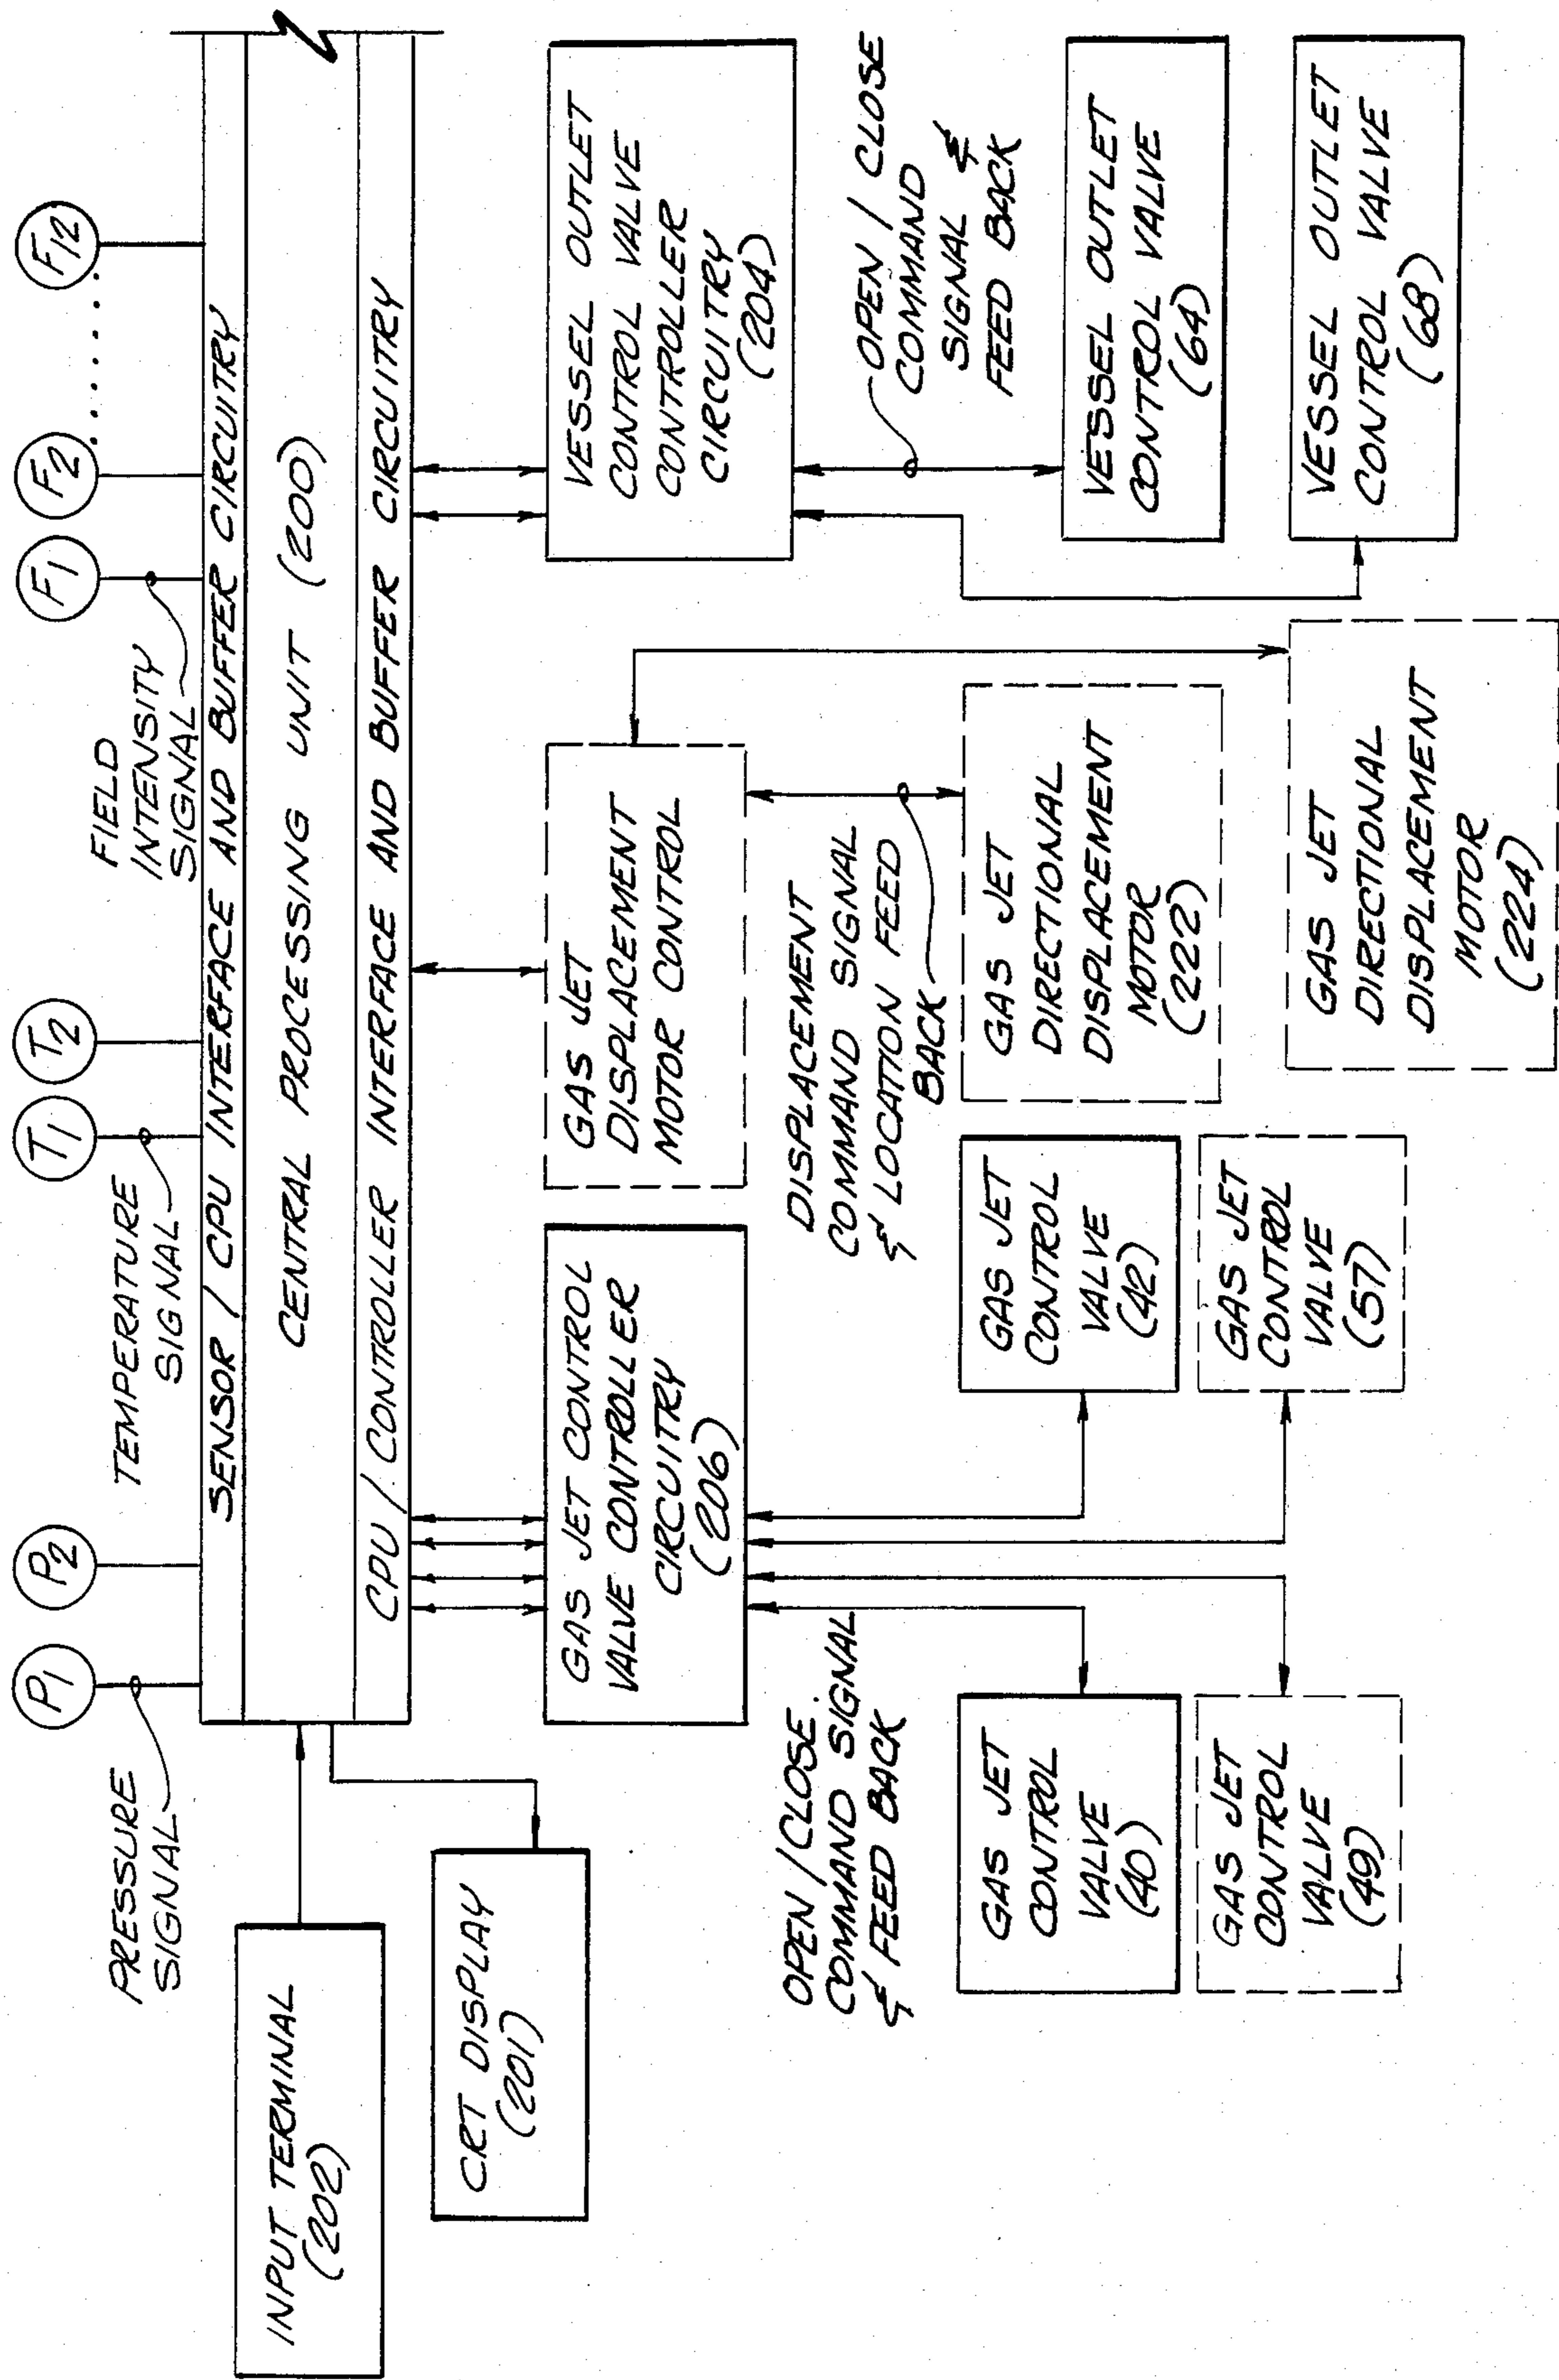 P1
P2
T1
T2
F1
F2
.......
F12
PRESSURE
SIGNAL
TEMPERATURE
SIGNAL
FIELD
INTENSITY
SIGNAL
SENSOR / CPU INTERFACE AND BUFFER CIRCUITRY
CENTRAL PROCESSING UNIT (200)
CPU / CONTROLLER INTERFACE AND BUFFER CIRCUITRY
INPUT TERMINAL
(202)
CRT DISPLAY
(201)
GAS JET CONTROL
VALVE CONTROLLER
CIRCUITRY
(206)
GAS JET
DISPLACEMENT
MOTOR CONTROL
VESSEL OUTLET
CONTROL VALVE
CONTROLLER
CIRCUITRY
(204)
OPEN / CLOSE
COMMAND SIGNAL
& FEED BACK
DISPLACEMENT
COMMAND SIGNAL
& LOCATION FEED
BACK
OPEN / CLOSE
COMMAND
SIGNAL &
FEED BACK
GAS JET
CONTROL
VALVE
(40)
GAS JET
CONTROL
VALVE
(49)
GAS JET
CONTROL
VALVE
(42)
GAS JET
CONTROL
VALVE
(57)
GAS JET
DIRECTIONAL
DISPLACEMENT
MOTOR
(222)
GAS JET
DIRECTIONAL
DISPLACEMENT
MOTOR
(224)
VESSEL OUTLET
CONTROL VALVE
(64)
VESSEL OUTLET
CONTROL VALVE
(68)